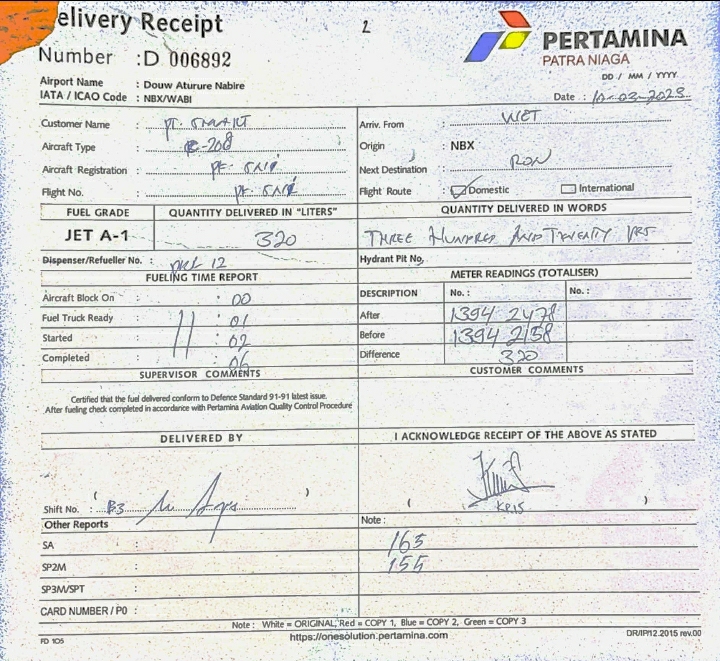 elivery Receipt
2
PERTAMINA
PATRA NIAGA
Number : D 006892
DD / MM / YYYY
Airport Name : Douw Aturure Nabire
IATA / ICAO Code : NBX/WABI
Date : 10-03-2023
Customer Name : PT. SMART
Arriv. From : WET
Aircraft Type : C-208
Origin : NBX
Aircraft Registration : PK-SNI
Next Destination : RON
Flight No. : PK-SNI
Flight Route : Domestic International
FUEL GRADE QUANTITY DELIVERED IN "LITERS" QUANTITY DELIVERED IN WORDS
JET A-1 320 THREE HUNDRED AND TWENTY LTRS
Dispenser/Refueller No. : 12
Hydrant Pit No.
FUELING TIME REPORT METER READINGS (TOTALISER)
DESCRIPTION No. : No. :
Aircraft Block On : 00
After 1394 2478
Fuel Truck Ready : 01
Before 1394 2158
Started : 02
Difference 320
Completed : 06
SUPERVISOR COMMENTS CUSTOMER COMMENTS
Certified that the fuel delivered conform to Defence Standard 91-91 latest issue.
After fueling check completed in accordance with Pertamina Aviation Quality Control Procedure
DELIVERED BY I ACKNOWLEDGE RECEIPT OF THE ABOVE AS STATED
( ) ( )
Shift No. : B3
KRIS
Other Reports
Note :
SA : 165
SP2M : 155
SP3M/SPT :
CARD NUMBER / PO :
Note : White = ORIGINAL, Red = COPY 1, Blue = COPY 2, Green = COPY 3
FD 105
https://onesolution.pertamina.com
DR/IP/12.2015 rev.00